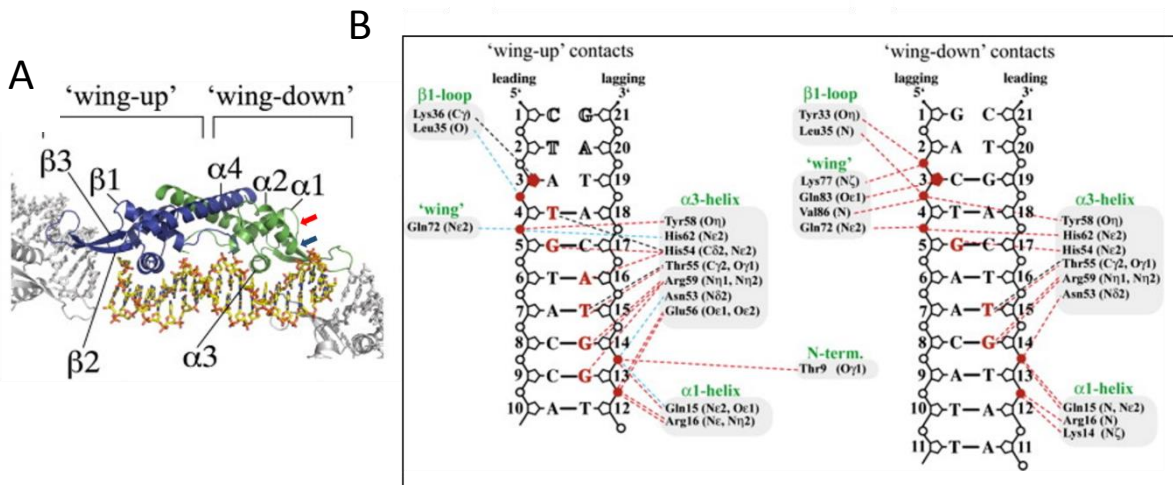 A
'wing-up' 'wing-down'
β3
β1
α4
α2
α1
β2
α3
B
'wing-up' contacts
leading
lagging
5'
3'
β1-loop
Lys36 (Cγ)
Leu35 (O)
'wing'
Gln72 (Nε2)
1 C G 21
2 T A 20
3 A T 19
4 T A 18
5 G C 17
6 T A 16
7 A T 15
8 C G 14
9 C G 13
10 A T 12
α3-helix
Tyr58 (Oη)
His62 (Nε2)
His54 (Cδ2, Nε2)
Thr55 (Cγ2, Oγ1)
Arg59 (Nη1, Nη2)
Asn53 (Nδ2)
Glu56 (Oε1, Oε2)
N-term.
Thr9 (Oγ1)
α1-helix
Gln15 (Nε2, Oε1)
Arg16 (Nε, Nη2)
'wing-down' contacts
lagging
leading
5'
3'
β1-loop
Tyr33 (Oη)
Leu35 (N)
'wing'
Lys77 (Nζ)
Gln83 (Oε1)
Val86 (N)
Gln72 (Nε2)
1 G C 21
2 A T 20
3 C G 19
4 T A 18
5 G C 17
6 A T 16
7 A T 15
8 C G 14
9 A T 13
10 T A 12
11 T A 11
α3-helix
Tyr58 (Oη)
His62 (Nε2)
His54 (Nε2)
Thr55 (Cγ2, Oγ1)
Arg59 (Nη1, Nη2)
Asn53 (Nδ2)
α1-helix
Gln15 (N, Nε2)
Arg16 (N)
Lys14 (Nζ)